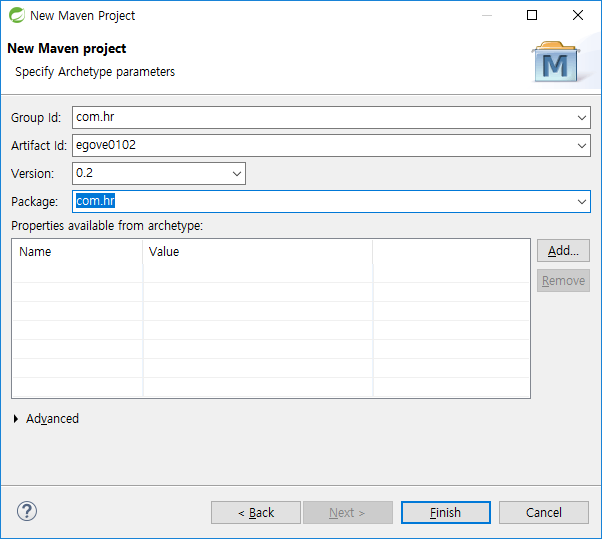 New Maven Project
New Maven project
Specify Archetype parameters
M
Group Id: com.hr
Artifact Id: egove0102
Version: 0.2
Package: com.hr
Properties available from archetype:
Name Value
Add...
Remove
Advanced
? < Back Next > Finish Cancel